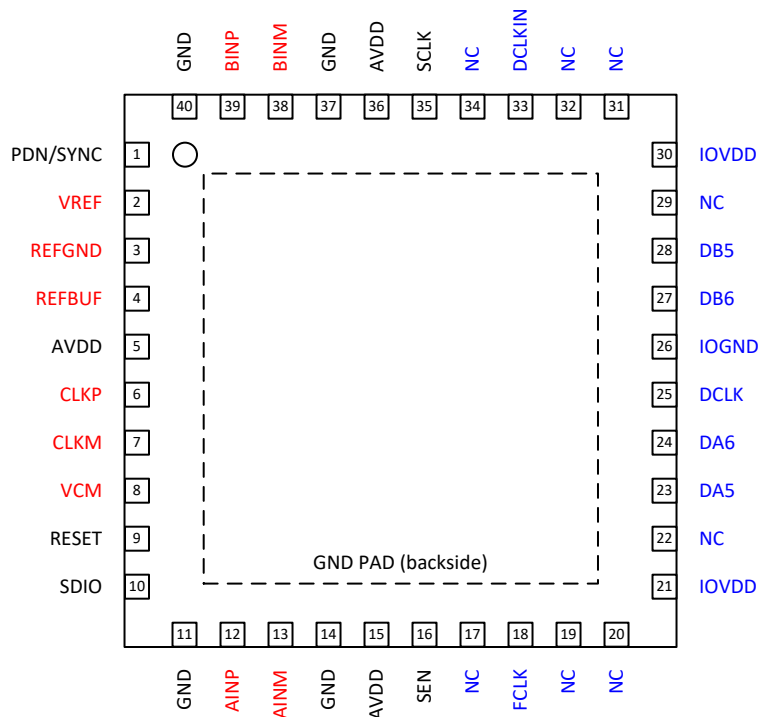 GND BINP BINM GND AVDD SCLK NC DCLKIN NC NC
40 39 38 37 36 35 34 33 32 31
PDN/SYNC 1 30 IOVDD
VREF 2 29 NC
REFGND 3 28 DB5
REFBUF 4 27 DB6
AVDD 5 26 IOGND
CLKP 6 25 DCLK
CLKM 7 24 DA6
VCM 8 23 DA5
RESET 9 22 NC
GND PAD (backside)
SDIO 10 21 IOVDD
11 12 13 14 15 16 17 18 19 20
GND AINP AINM GND AVDD SEN NC FCLK NC NC